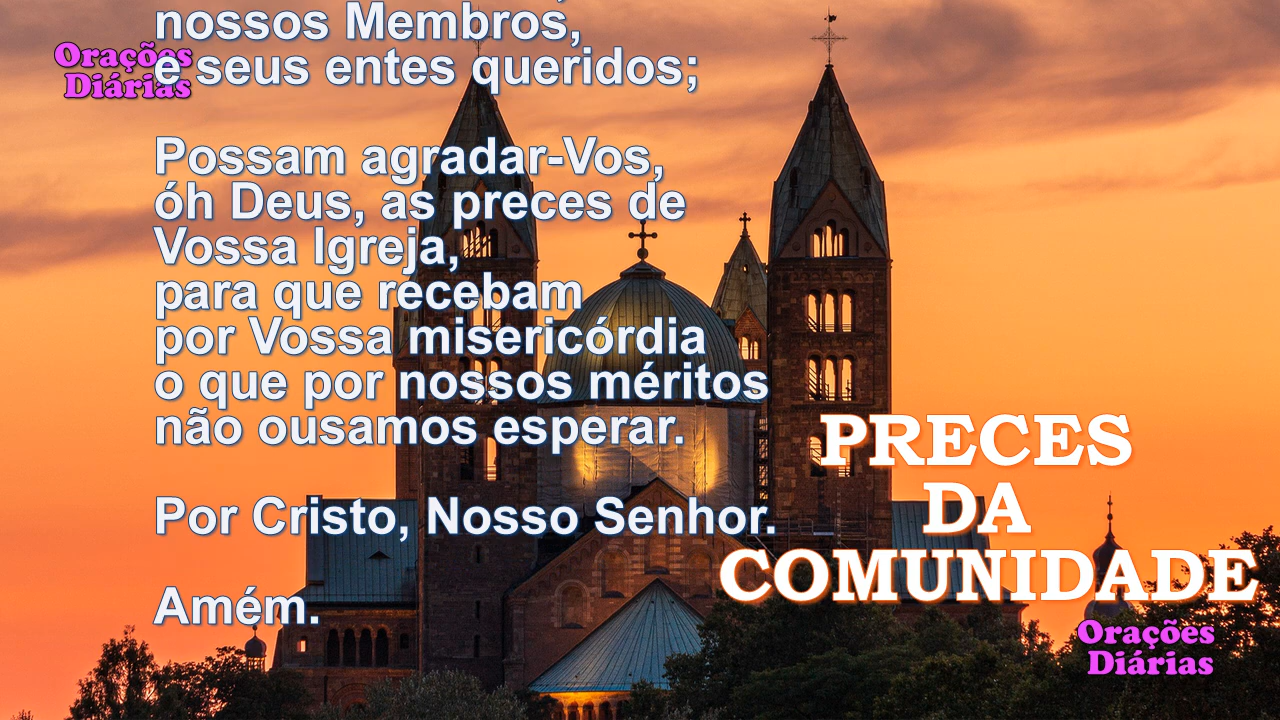 nossos Membros,
Orações
Diárias
e seus entes queridos;
Possam agradar-Vos,
óh Deus, as preces de
Vossa Igreja,
para que recebam
por Vossa misericórdia
o que por nossos méritos
não ousamos esperar.
Por Cristo, Nosso Senhor.
Amém.
PRECES
DA
COMUNIDADE
Orações
Diárias